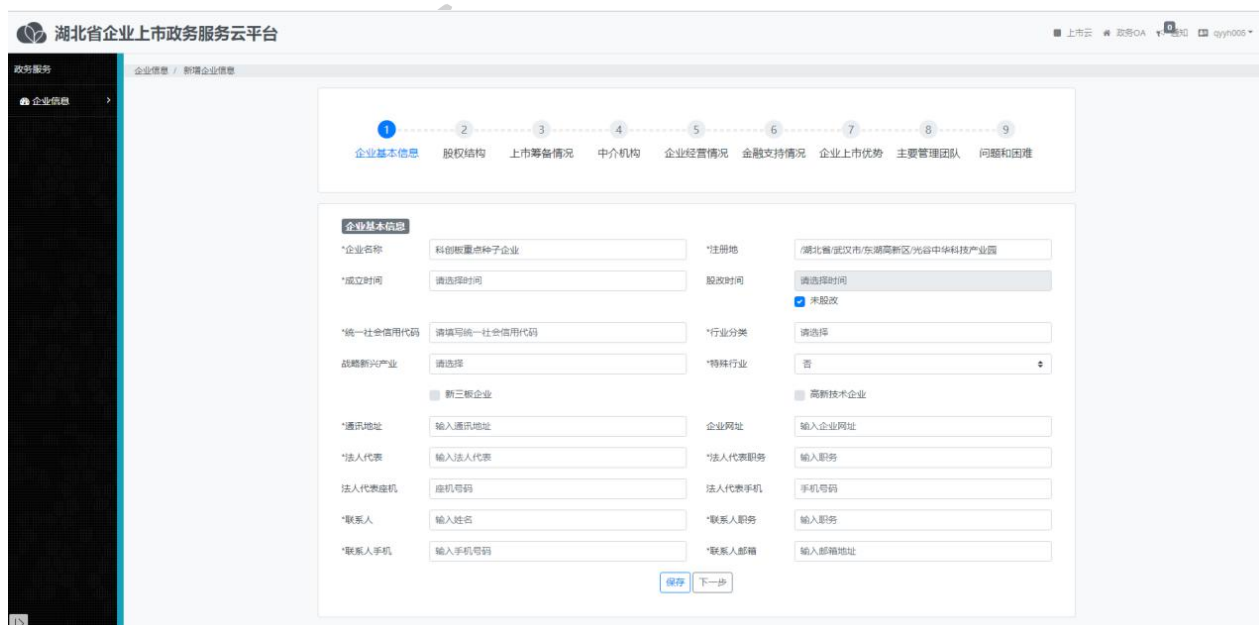 湖北省企业上市政务服务云平台
上市云 政务OA 0 通知 qyyh005
政务服务
企业信息 / 新增企业信息
企业信息
1 2 3 4 5 6 7 8 9
企业基本信息 股权结构 上市筹备情况 中介机构 企业经营情况 金融支持情况 企业上市优势 主要管理团队 问题和困难
企业基本信息
*企业名称 科创板重点种子企业 *注册地 /湖北省/武汉市/东湖高新区/光谷中华科技产业园
*成立时间 请选择时间 股改时间 请选择时间
未股改
*统一社会信用代码 请填写统一社会信用代码 *行业分类 请选择
战略新兴产业 请选择 *特殊行业 否
新三板企业 高新技术企业
*通讯地址 输入通讯地址 企业网址 输入企业网址
*法人代表 输入法人代表 *法人代表职务 输入职务
法人代表座机 座机号码 法人代表手机 手机号码
*联系人 输入姓名 *联系人职务 输入职务
*联系人手机 输入手机号码 *联系人邮箱 输入邮箱地址
保存 下一步